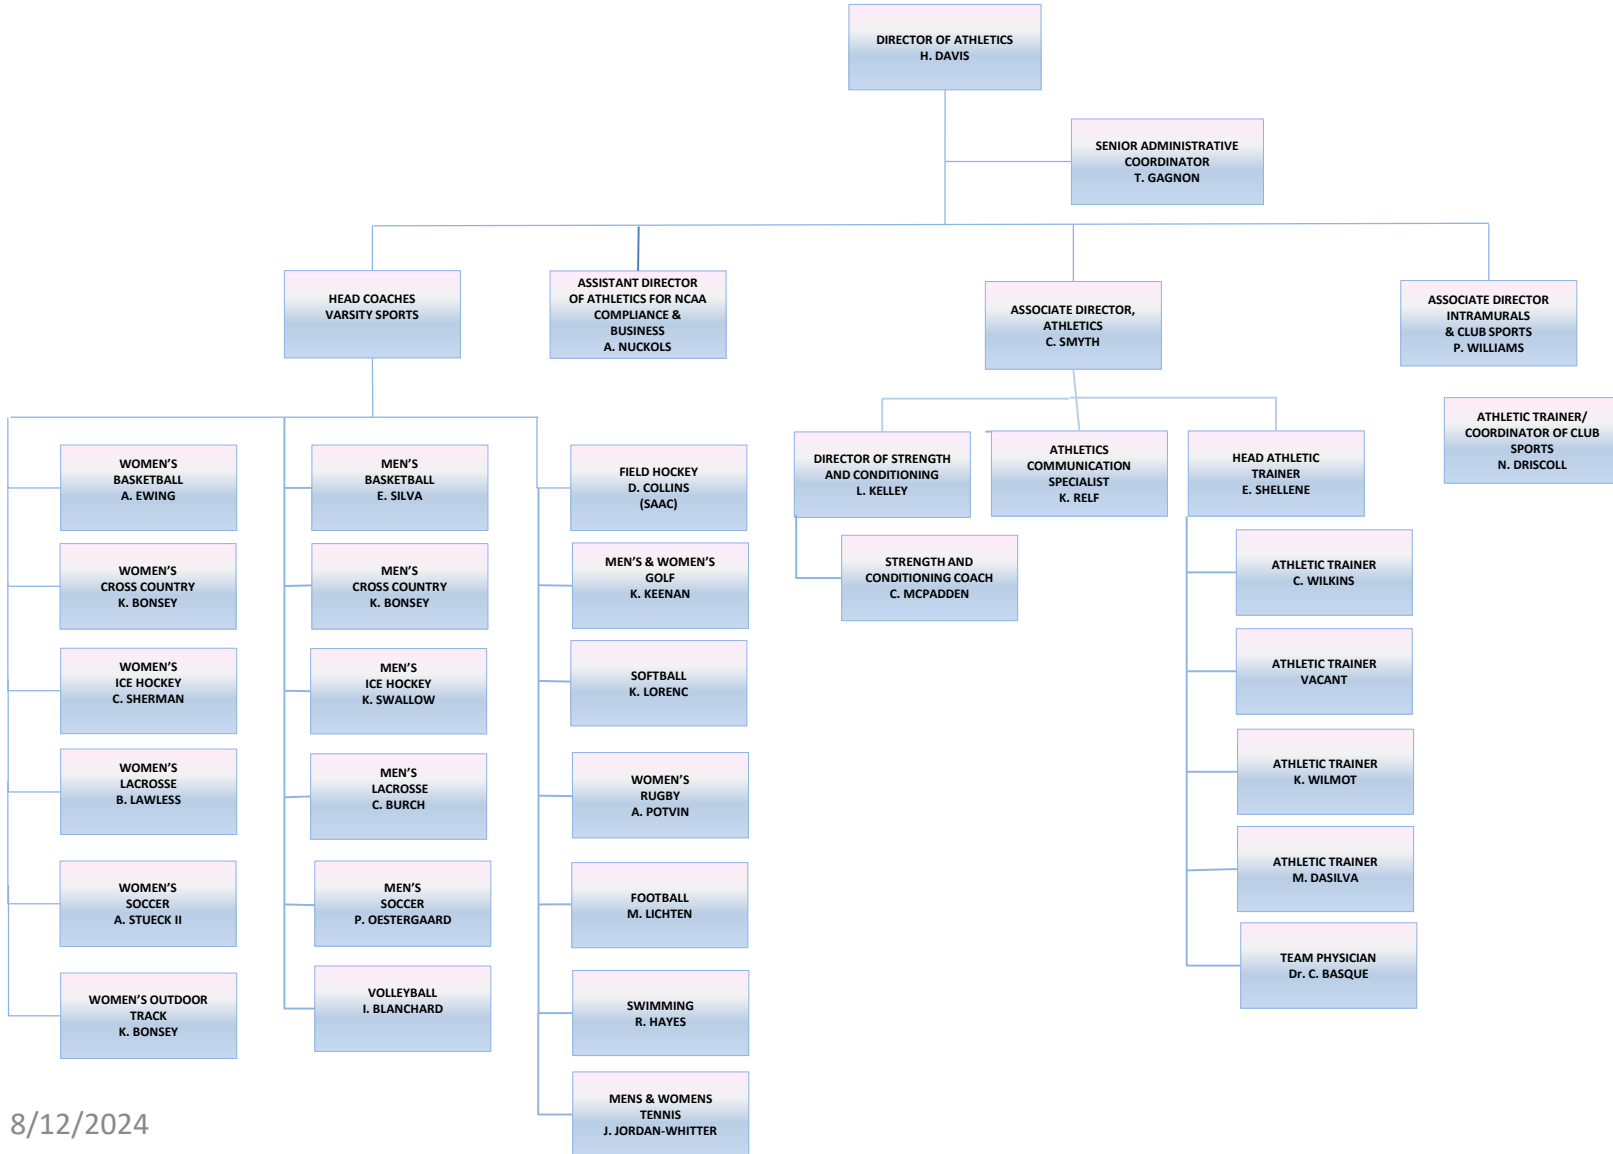 DIRECTOR OF ATHLETICS
H. DAVIS
SENIOR ADMINISTRATIVE
COORDINATOR
T. GAGNON
HEAD COACHES
VARSITY SPORTS
ASSISTANT DIRECTOR
OF ATHLETICS FOR NCAA
COMPLIANCE &
BUSINESS
A. NUCKOLS
ASSOCIATE DIRECTOR,
ATHLETICS
C. SMYTH
ASSOCIATE DIRECTOR
INTRAMURALS
& CLUB SPORTS
P. WILLIAMS
ATHLETIC TRAINER/
COORDINATOR OF CLUB
SPORTS
N. DRISCOLL
WOMEN'S
BASKETBALL
A. EWING
MEN'S
BASKETBALL
E. SILVA
FIELD HOCKEY
D. COLLINS
(SAAC)
DIRECTOR OF STRENGTH
AND CONDITIONING
L. KELLEY
ATHLETICS
COMMUNICATION
SPECIALIST
K. RELF
HEAD ATHLETIC
TRAINER
E. SHELLENE
WOMEN'S
CROSS COUNTRY
K. BONSEY
MEN'S
CROSS COUNTRY
K. BONSEY
MEN'S & WOMEN'S
GOLF
K. KEENAN
STRENGTH AND
CONDITIONING COACH
C. MCPADDEN
ATHLETIC TRAINER
C. WILKINS
WOMEN'S
ICE HOCKEY
C. SHERMAN
MEN'S
ICE HOCKEY
K. SWALLOW
SOFTBALL
K. LORENC
ATHLETIC TRAINER
VACANT
WOMEN'S
LACROSSE
B. LAWLESS
MEN'S
LACROSSE
C. BURCH
WOMEN'S
RUGBY
A. POTVIN
ATHLETIC TRAINER
K. WILMOT
WOMEN'S
SOCCER
A. STUECK II
MEN'S
SOCCER
P. OESTERGAARD
FOOTBALL
M. LICHTEN
ATHLETIC TRAINER
M. DASILVA
WOMEN'S OUTDOOR
TRACK
K. BONSEY
VOLLEYBALL
I. BLANCHARD
SWIMMING
R. HAYES
TEAM PHYSICIAN
Dr. C. BASQUE
MENS & WOMENS
TENNIS
J. JORDAN-WHITTER
8/12/2024